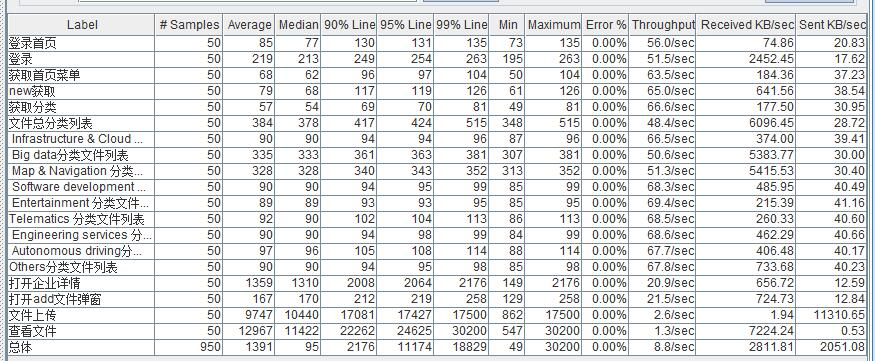 Label # Samples Average Median 90% Line 95% Line 99% Line Min Maximum Error % Throughput Received KB/sec Sent KB/sec
登录首页 50 85 77 130 131 135 73 135 0.00% 56.0/sec 74.86 20.83
登录 50 219 213 249 254 263 195 263 0.00% 51.5/sec 2452.45 17.62
获取首页菜单 50 68 62 96 97 104 50 104 0.00% 63.5/sec 184.36 37.23
new获取 50 79 68 117 119 126 61 126 0.00% 65.0/sec 641.56 38.54
获取分类 50 57 54 69 70 81 49 81 0.00% 66.6/sec 177.50 30.95
文件总分类列表 50 384 378 417 424 515 348 515 0.00% 48.4/sec 6096.45 28.72
Infrastructure & Cloud ... 50 90 90 94 94 96 87 96 0.00% 66.5/sec 374.00 39.41
Big data分类文件列表 50 335 333 361 363 381 307 381 0.00% 50.6/sec 5383.77 30.00
Map & Navigation 分类... 50 328 328 340 343 352 313 352 0.00% 51.3/sec 5415.53 30.40
Software development ... 50 90 90 94 95 99 85 99 0.00% 68.3/sec 485.95 40.49
Entertainment 分类文件... 50 89 89 93 93 95 85 95 0.00% 69.4/sec 215.39 41.16
Telematics 分类文件列表 50 92 90 102 104 113 86 113 0.00% 68.5/sec 260.33 40.60
Engineering services 分... 50 90 90 94 98 99 84 99 0.00% 68.6/sec 462.29 40.66
Autonomous driving分... 50 97 96 105 108 114 88 114 0.00% 67.7/sec 406.48 40.17
Others分类文件列表 50 90 90 94 95 98 85 98 0.00% 67.8/sec 733.68 40.23
打开企业详情 50 1359 1310 2008 2064 2176 149 2176 0.00% 20.9/sec 656.72 12.59
打开add文件弹窗 50 167 170 212 219 258 129 258 0.00% 21.5/sec 724.73 12.84
文件上传 50 9747 10440 17081 17427 17500 862 17500 0.00% 2.6/sec 1.94 11310.65
查看文件 50 12967 11422 22262 24625 30200 547 30200 0.00% 1.3/sec 7224.24 0.53
总体 950 1391 95 2176 11174 18829 49 30200 0.00% 8.8/sec 2811.81 2051.08